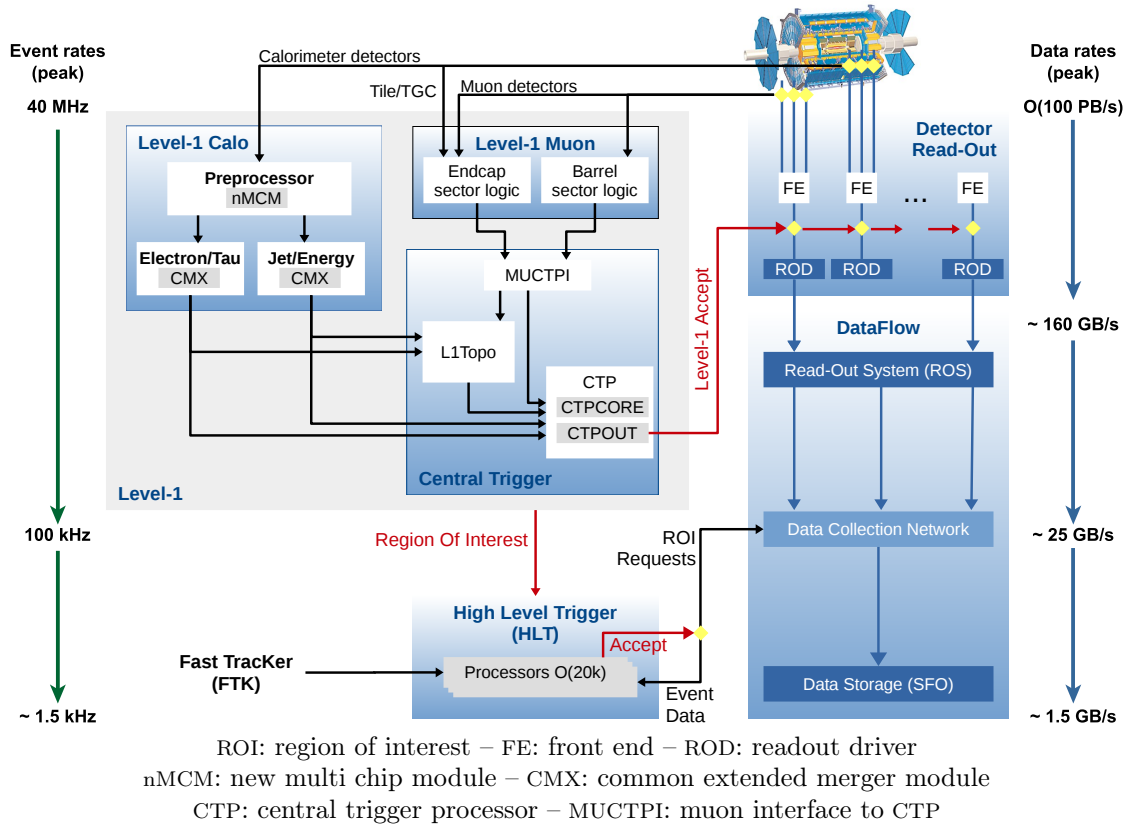 Event rates
(peak)
40 MHz
100 kHz
~ 1.5 kHz
Calorimeter detectors
Tile/TGC
Muon detectors
Level-1 Calo
Preprocessor
nMCM
Electron/Tau
CMX
Jet/Energy
CMX
Level-1 Muon
Endcap
sector logic
Barrel
sector logic
MUCTPI
L1Topo
CTP
CTPCORE
CTPOUT
Central Trigger
Level-1
Level-1 Accept
Region Of Interest
ROI
Requests
High Level Trigger
(HLT)
Accept
Processors O(20k)
Fast TracKer
(FTK)
Event
Data
Detector
Read-Out
FE
FE
...
FE
ROD
ROD
ROD
DataFlow
Read-Out System (ROS)
Data Collection Network
Data Storage (SFO)
Data rates
(peak)
O(100 PB/s)
~ 160 GB/s
~ 25 GB/s
~ 1.5 GB/s
ROI: region of interest – FE: front end – ROD: readout driver
nMCM: new multi chip module – CMX: common extended merger module
CTP: central trigger processor – MUCTPI: muon interface to CTP